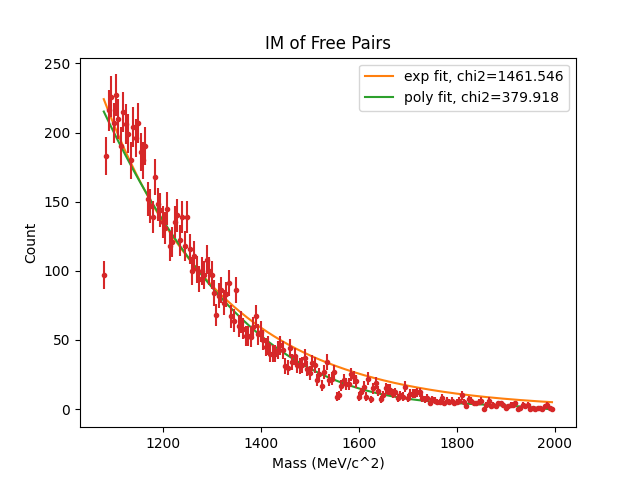 IM of Free Pairs
exp fit, chi2=1461.546
poly fit, chi2=379.918
250
200
150
100
50
0
Count
1200 1400 1600 1800 2000
Mass (MeV/c^2)